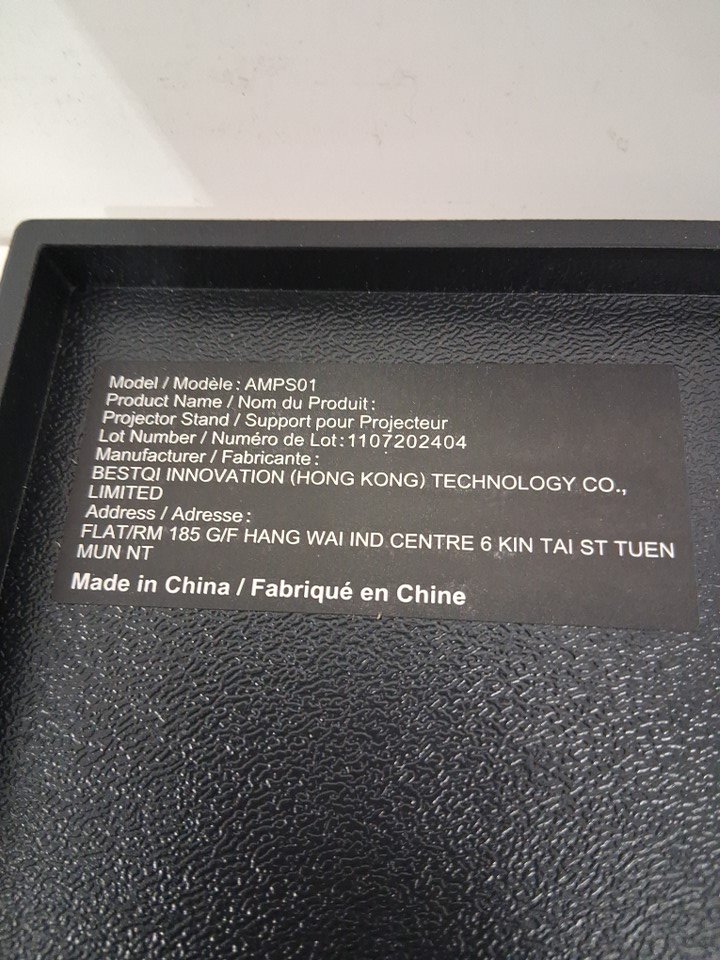 Model / Modèle : AMPS01
Product Name / Nom du Produit :
Projector Stand / Support pour Projecteur
Lot Number / Numéro de Lot : 1107202404
Manufacturer / Fabricante :
BESTQI INNOVATION (HONG KONG) TECHNOLOGY CO.,
LIMITED
Address / Adresse :
FLAT/RM 185 G/F HANG WAI IND CENTRE 6 KIN TAI ST TUEN
MUN NT
Made in China / Fabriqué en Chine